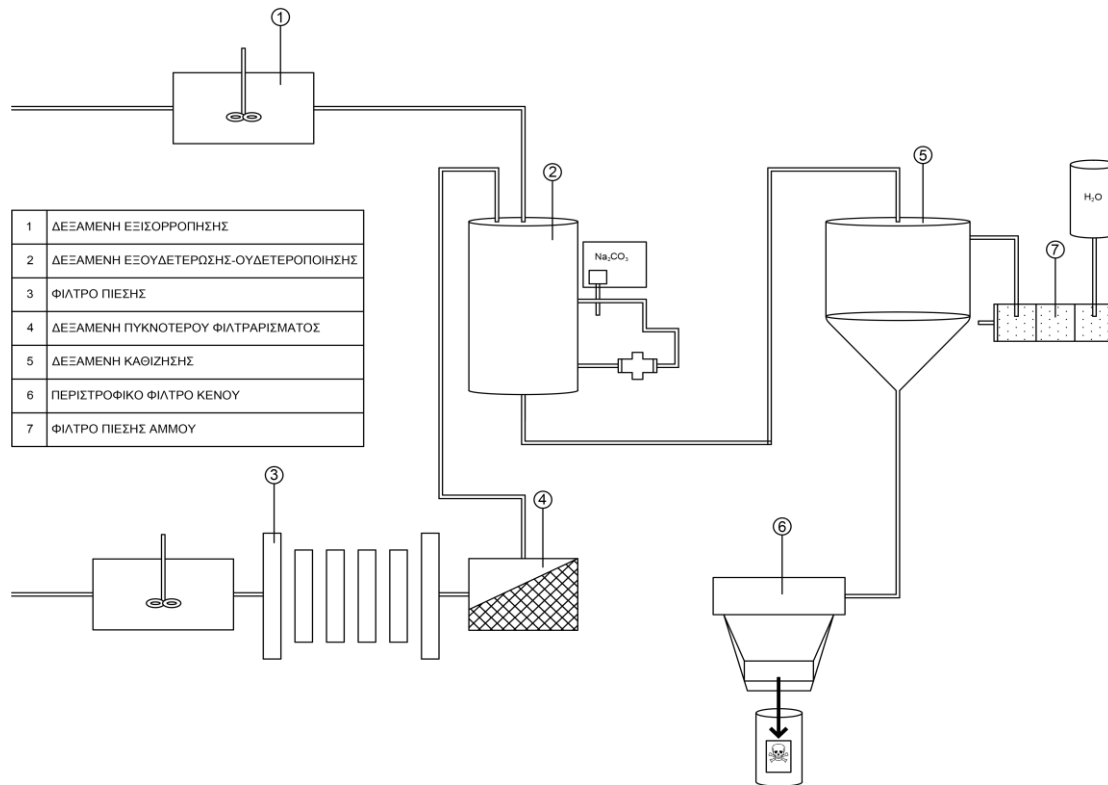 1
2
5
H₂O
7
Na₂CO₃
1 ΔΕΞΑΜΕΝΗ ΕΞΙΣΟΡΡΟΠΗΣΗΣ
2 ΔΕΞΑΜΕΝΗ ΕΞΟΥΔΕΤΕΡΩΣΗΣ-ΟΥΔΕΤΕΡΟΠΟΙΗΣΗΣ
3 ΦΙΛΤΡΟ ΠΙΕΣΗΣ
4 ΔΕΞΑΜΕΝΗ ΠΥΚΝΟΤΕΡΟΥ ΦΙΛΤΡΑΡΙΣΜΑΤΟΣ
5 ΔΕΞΑΜΕΝΗ ΚΑΘΙΖΗΣΗΣ
6 ΠΕΡΙΣΤΡΟΦΙΚΟ ΦΙΛΤΡΟ ΚΕΝΟΥ
7 ΦΙΛΤΡΟ ΠΙΕΣΗΣ ΑΜΜΟΥ
3
4
6